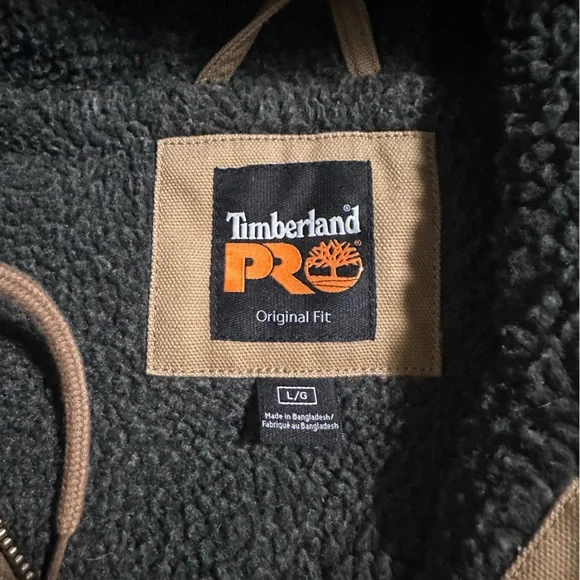 Timberland®
PRO®
Original Fit
L/G
Made in Bangladesh/
Fabriqué au Bangladesh